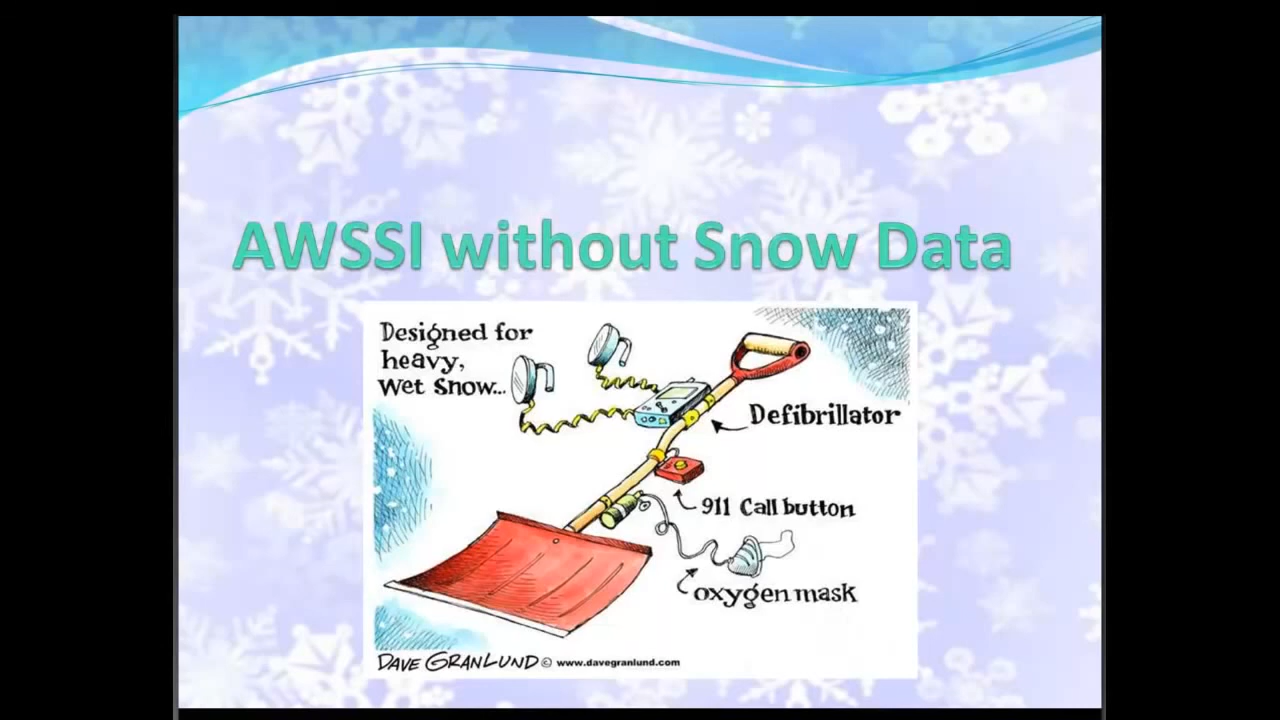 AWSSI without Snow Data
Designed for
heavy,
Wet Snow...
Defibrillator
911 Call button
oxygen mask
DAVE GRANLUND © www.davegranlund.com